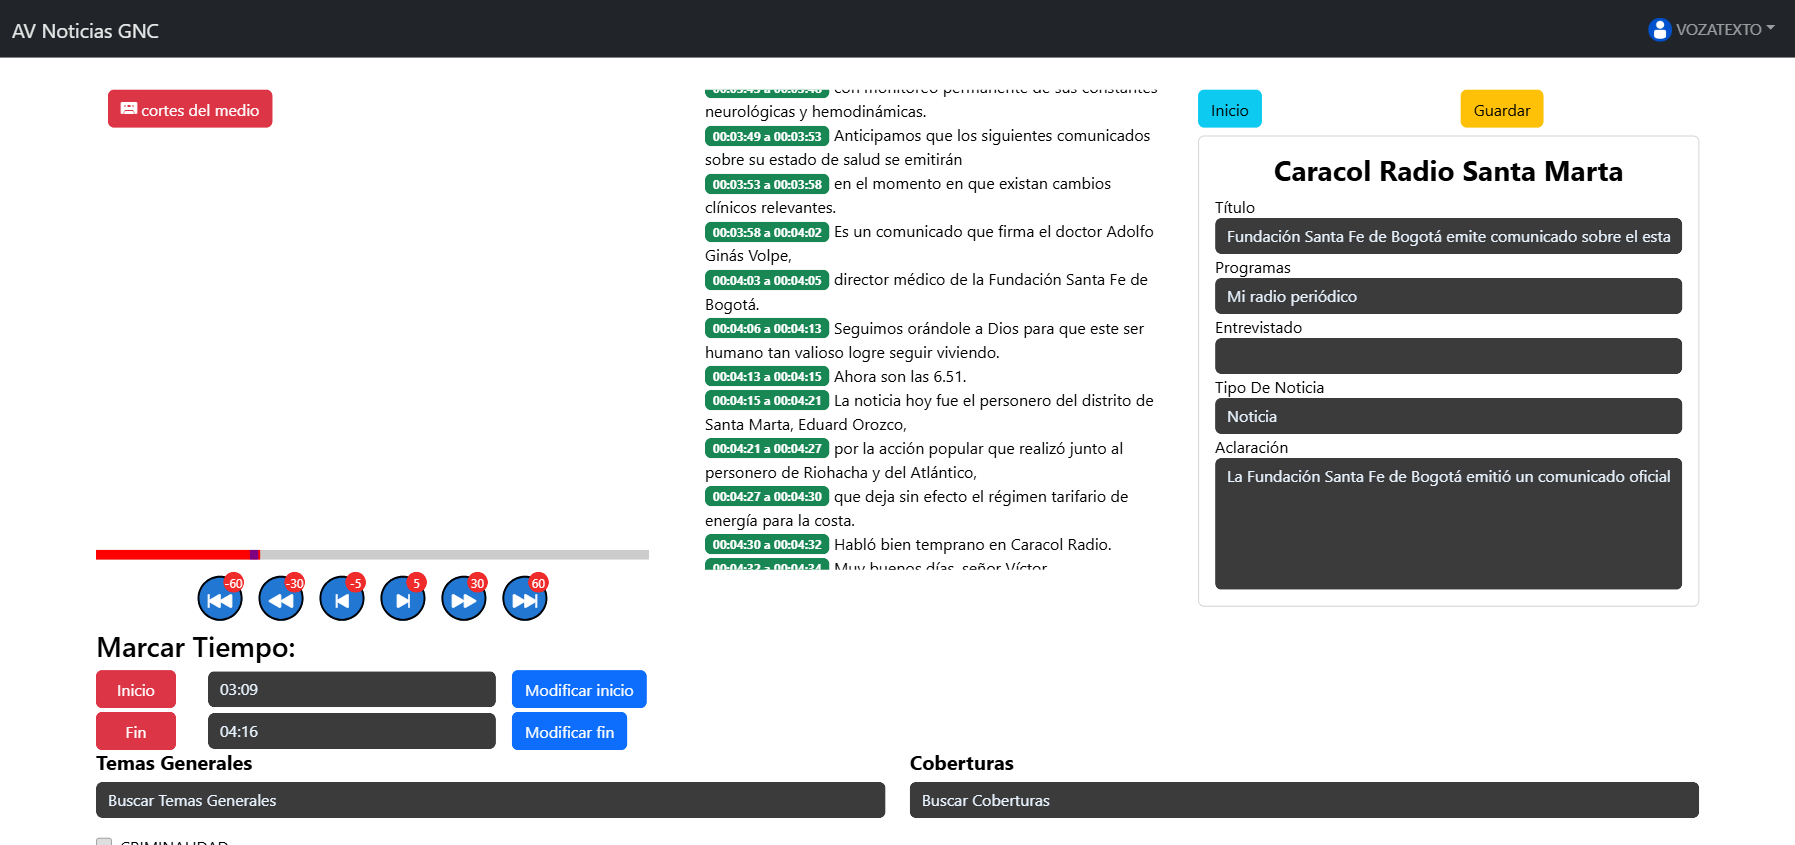 AV Noticias GNC
VOZATEXTO
cortes del medio
00:03:45 a 00:03:48 con monitoreo permanente de sus constantes
neurológicas y hemodinámicas.
00:03:49 a 00:03:53 Anticipamos que los siguientes comunicados
sobre su estado de salud se emitirán
00:03:53 a 00:03:58 en el momento en que existan cambios
clínicos relevantes.
00:03:58 a 00:04:02 Es un comunicado que firma el doctor Adolfo
Ginás Volpe,
00:04:03 a 00:04:05 director médico de la Fundación Santa Fe de
Bogotá.
00:04:06 a 00:04:13 Seguimos orándole a Dios para que este ser
humano tan valioso logre seguir viviendo.
00:04:13 a 00:04:15 Ahora son las 6.51.
00:04:15 a 00:04:21 La noticia hoy fue el personero del distrito de
Santa Marta, Eduard Orozco,
00:04:21 a 00:04:27 por la acción popular que realizó junto al
personero de Riohacha y del Atlántico,
00:04:27 a 00:04:30 que deja sin efecto el régimen tarifario de
energía para la costa.
00:04:30 a 00:04:32 Habló bien temprano en Caracol Radio.
00:04:32 a 00:04:34 Muy buenos días, señor Víctor
Inicio
Guardar
Caracol Radio Santa Marta
Título
Fundación Santa Fe de Bogotá emite comunicado sobre el esta
Programas
Mi radio periódico
Entrevistado
Tipo De Noticia
Noticia
Aclaración
La Fundación Santa Fe de Bogotá emitió un comunicado oficial
-60
-30
-5
5
30
60
Marcar Tiempo:
Inicio
03:09
Modificar inicio
Fin
04:16
Modificar fin
Temas Generales
Buscar Temas Generales
Coberturas
Buscar Coberturas
CRIMINALIDAD